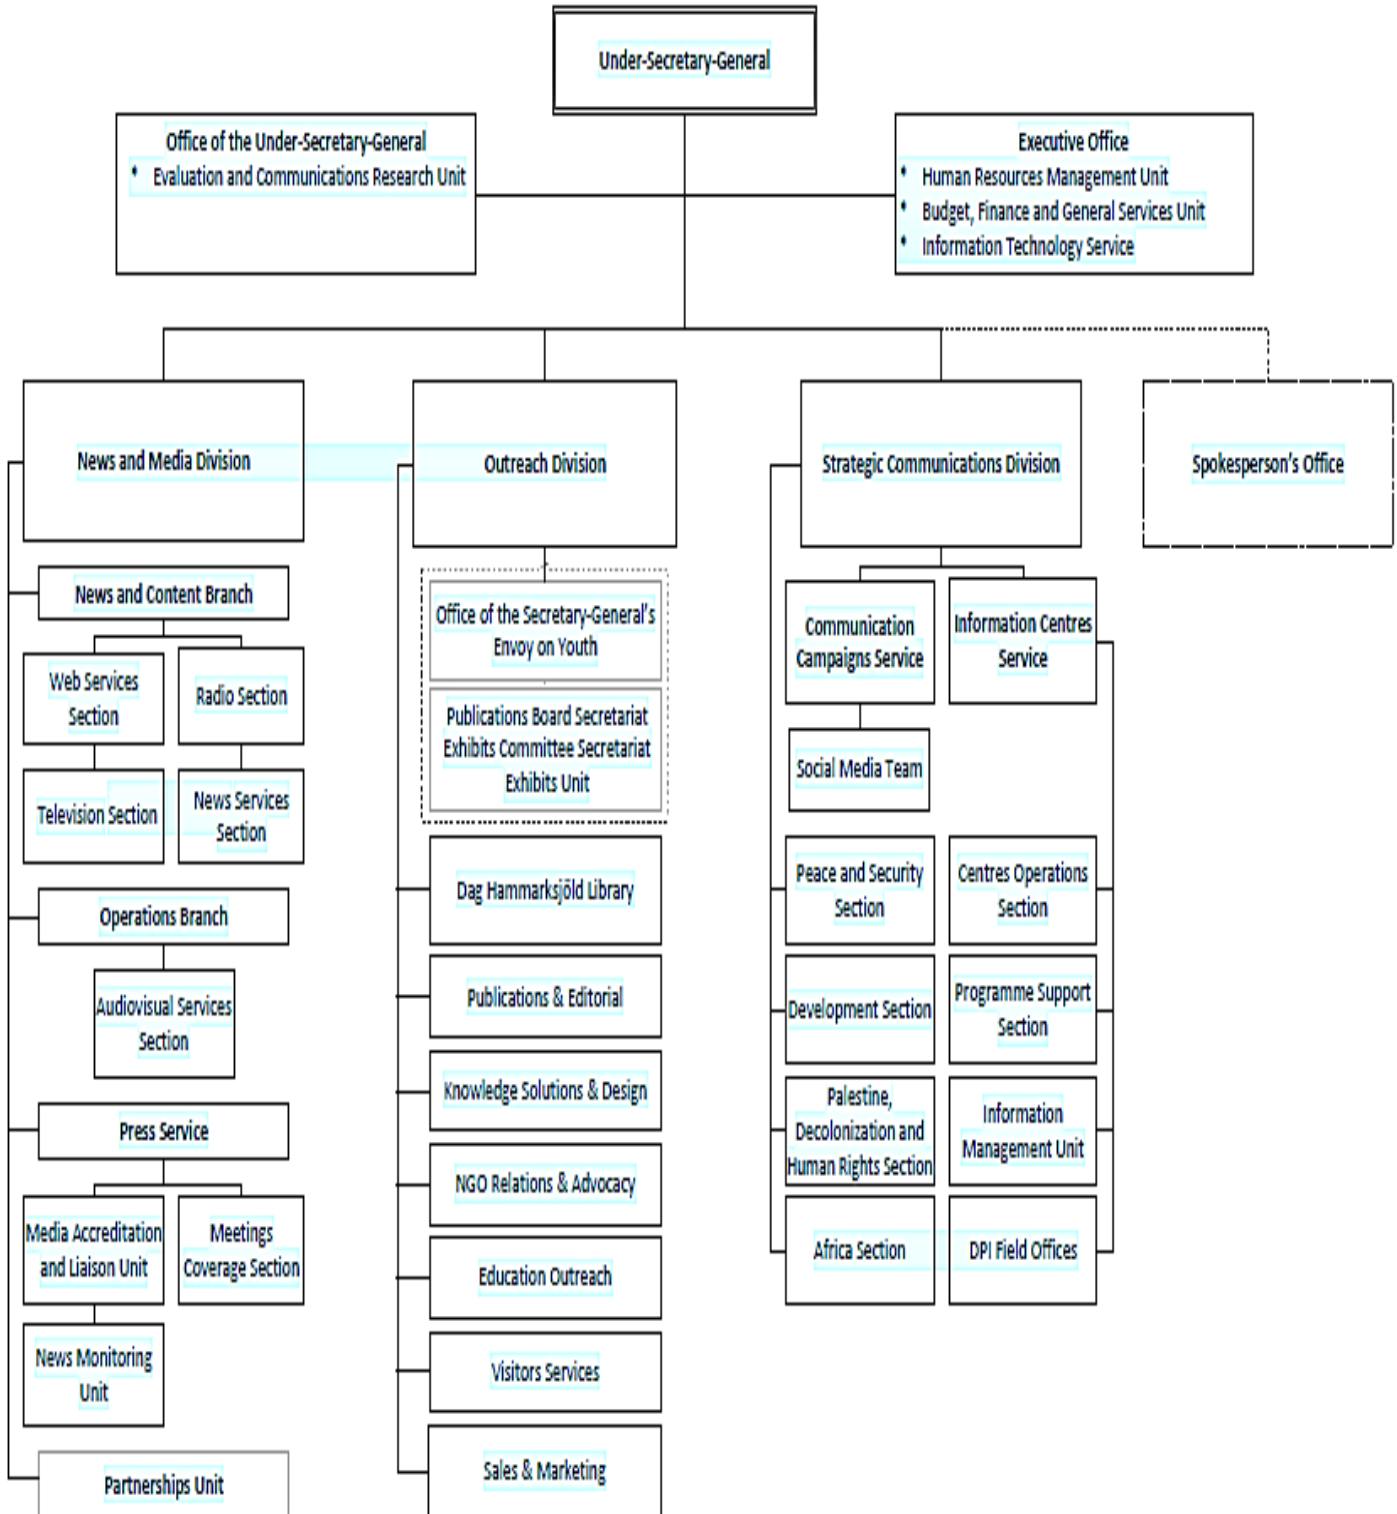 Under-Secretary-General
Office of the Under-Secretary-General
* Evaluation and Communications Research Unit
Executive Office
* Human Resources Management Unit
* Budget, Finance and General Services Unit
* Information Technology Service
News and Media Division
Outreach Division
Strategic Communications Division
Spokesperson's Office
News and Content Branch
Web Services
Section
Radio Section
Television Section
News Services
Section
Operations Branch
Audiovisual Services
Section
Press Service
Media Accreditation
and Liaison Unit
Meetings
Coverage Section
News Monitoring
Unit
Partnerships Unit
Office of the Secretary-General's
Envoy on Youth
Publications Board Secretariat
Exhibits Committee Secretariat
Exhibits Unit
Dag Hammarksjöld Library
Publications & Editorial
Knowledge Solutions & Design
NGO Relations & Advocacy
Education Outreach
Visitors Services
Sales & Marketing
Communication
Campaigns Service
Information Centres
Service
Social Media Team
Peace and Security
Section
Centres Operations
Section
Development Section
Programme Support
Section
Palestine,
Decolonization and
Human Rights Section
Information
Management Unit
Africa Section
DPI Field Offices